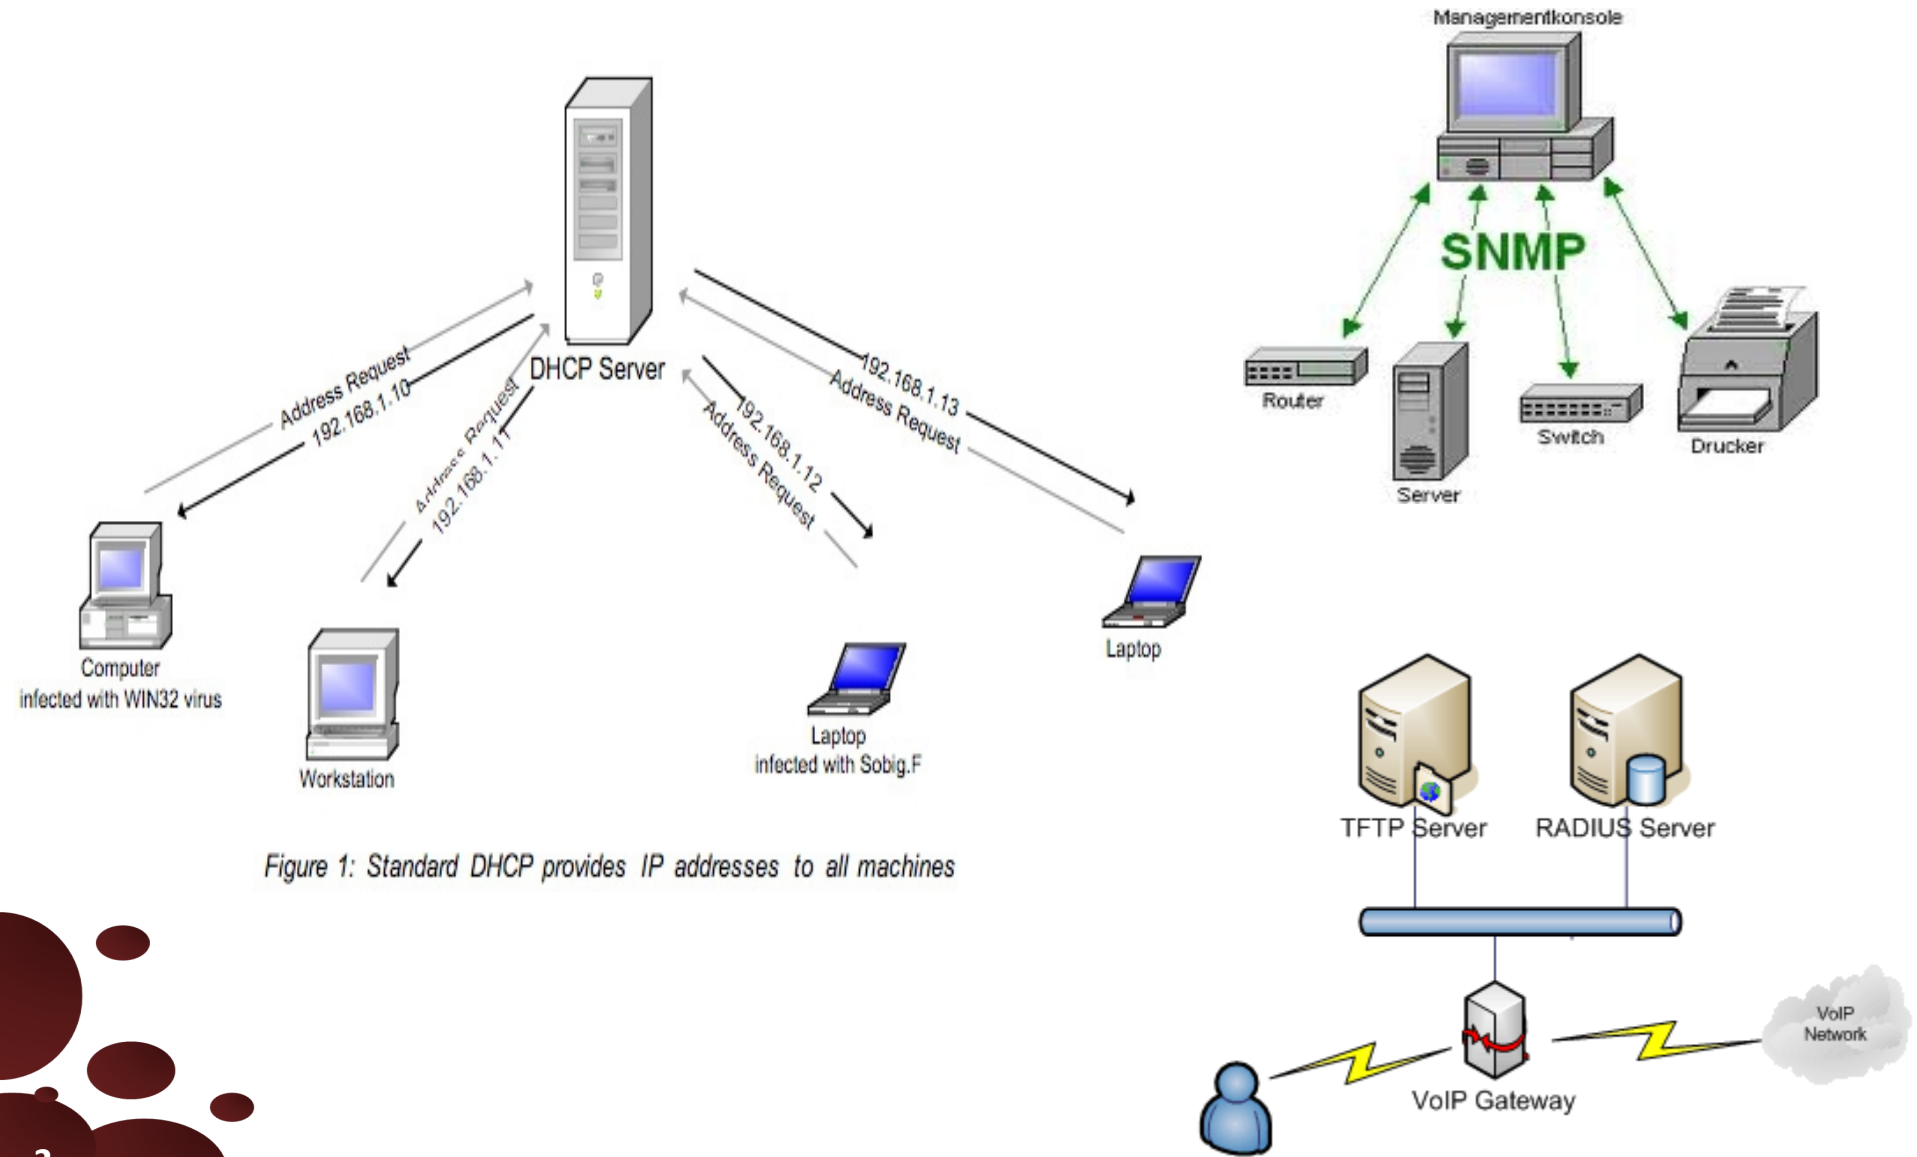 DHCP Server
Address Request
192.168.1.10
Address Request
192.168.1.11
192.168.1.12
Address Request
192.168.1.13
Address Request
Computer
infected with WIN32 virus
Workstation
Laptop
infected with Sobig.F
Laptop
Figure 1: Standard DHCP provides IP addresses to all machines
Managementkonsole
SNMP
Router
Server
Switch
Drucker
TFTP Server
RADIUS Server
VoIP Gateway
VoIP
Network